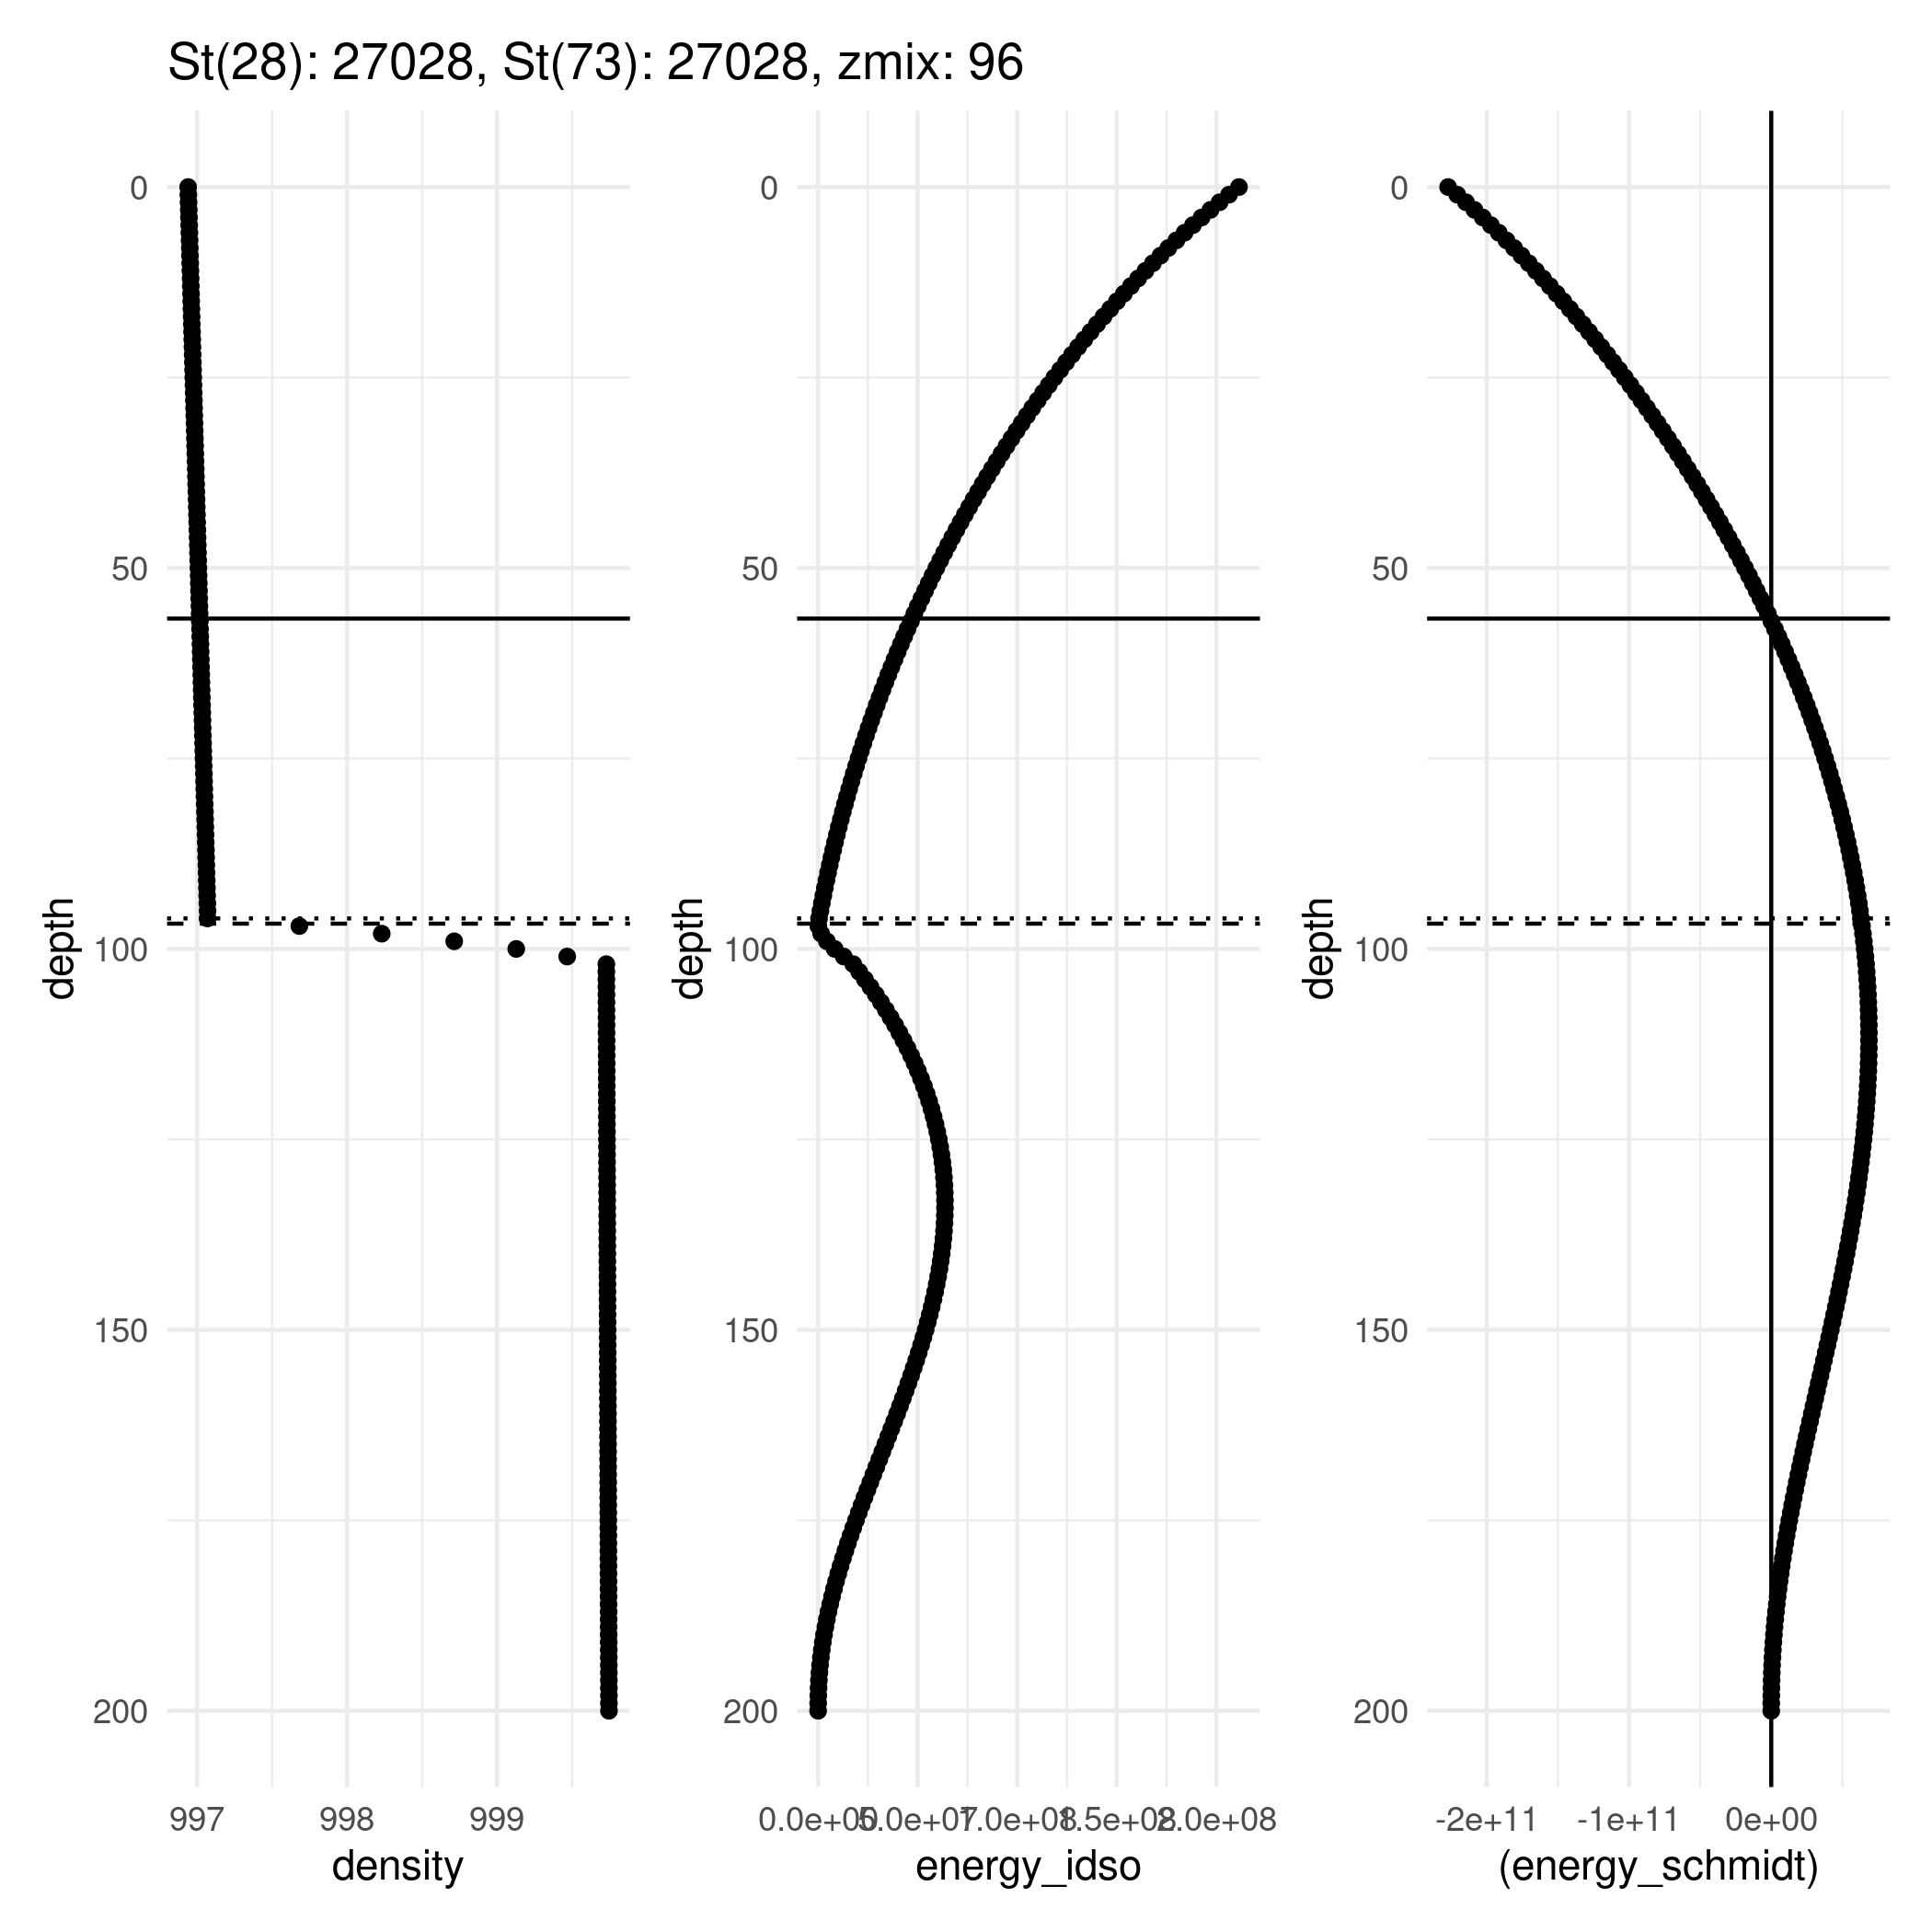 St(28): 27028, St(73): 27028, zmix: 96
depth
0
50
100
150
200
997
998
999
density
depth
0
50
100
150
200
0.0e+00
5.0e+07
1.0e+08
1.5e+08
2.0e+08
energy_idso
depth
0
50
100
150
200
-2e+11
-1e+11
0e+00
(energy_schmidt)